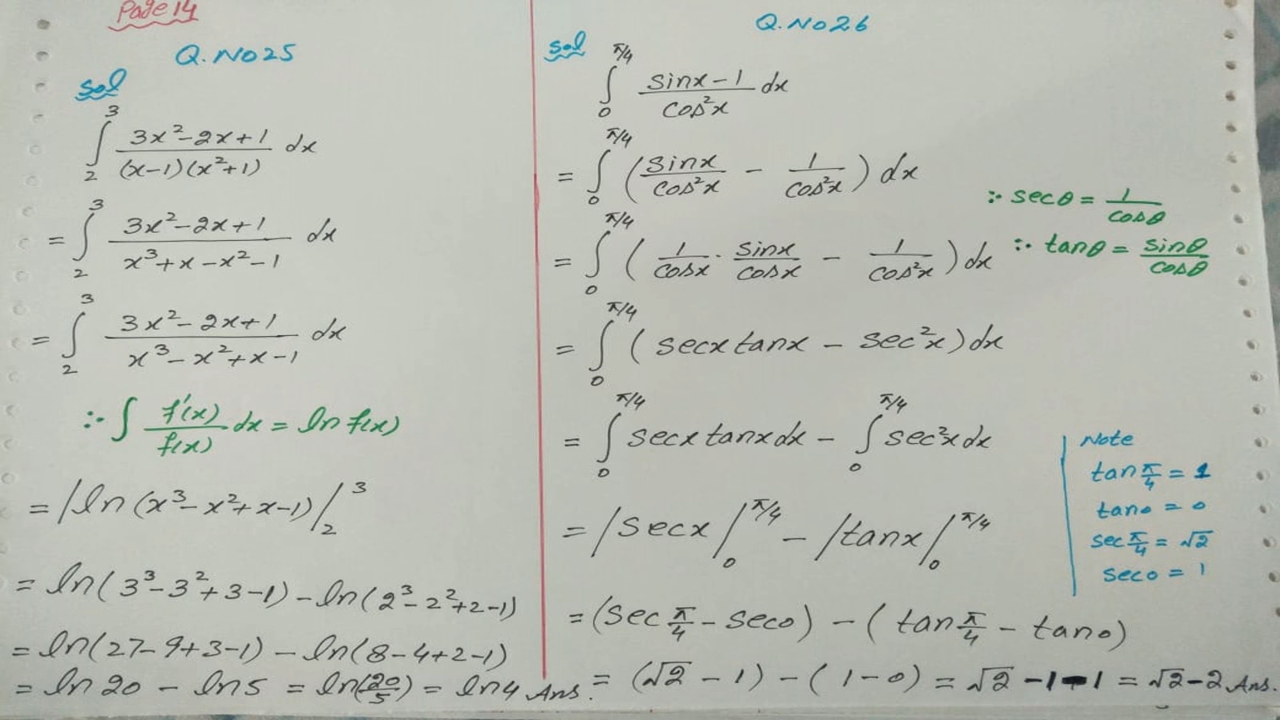 Page 14
Q.No 25
Sol
∫₂³ (3x²-2x+1)/((x-1)(x²+1)) dx
= ∫₂³ (3x²-2x+1)/(x³+x-x²-1) dx
= ∫₂³ (3x²-2x+1)/(x³-x²+x-1) dx
∵ ∫ f'(x)/f(x) dx = ln f(x)
= |ln(x³-x²+x-1)|₂³
= ln(3³-3²+3-1) - ln(2³-2²+2-1)
= ln(27-9+3-1) - ln(8-4+2-1)
= ln20 - ln5 = ln(20/5) = ln4 Ans.
Q.No 26
Sol
∫₀^π/4 (sinx-1)/cos²x dx
= ∫₀^π/4 (sinx/cos²x - 1/cos²x) dx
∵ secθ = 1/cosθ
= ∫₀^π/4 (1/cosx · sinx/cosx - 1/cos²x) dx
∵ tanθ = sinθ/cosθ
= ∫₀^π/4 (secx tanx - sec²x) dx
= ∫₀^π/4 secx tanx dx - ∫₀^π/4 sec²x dx
= |secx|₀^π/4 - |tanx|₀^π/4
= (sec π/4 - sec0) - (tan π/4 - tan0)
= (√2 - 1) - (1 - 0) = √2 - 1 - 1 = √2 - 2 Ans.
Note
tan π/4 = 1
tan0 = 0
sec π/4 = √2
sec0 = 1